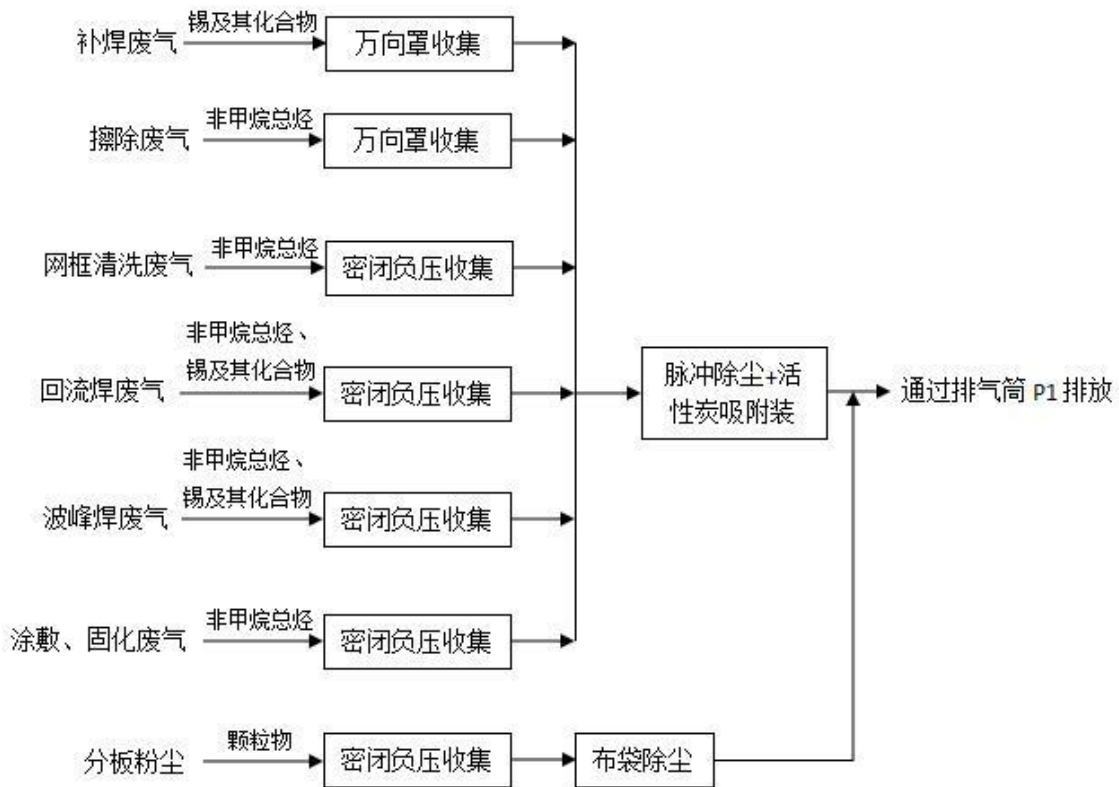 补焊废气
锡及其化合物
万向罩收集
擦除废气
非甲烷总烃
万向罩收集
网框清洗废气
非甲烷总烃
密闭负压收集
回流焊废气
非甲烷总烃、
锡及其化合物
密闭负压收集
脉冲除尘+活
性炭吸附装
通过排气筒 P1 排放
波峰焊废气
非甲烷总烃、
锡及其化合物
密闭负压收集
涂敷、固化废气
非甲烷总烃
密闭负压收集
分板粉尘
颗粒物
密闭负压收集
布袋除尘